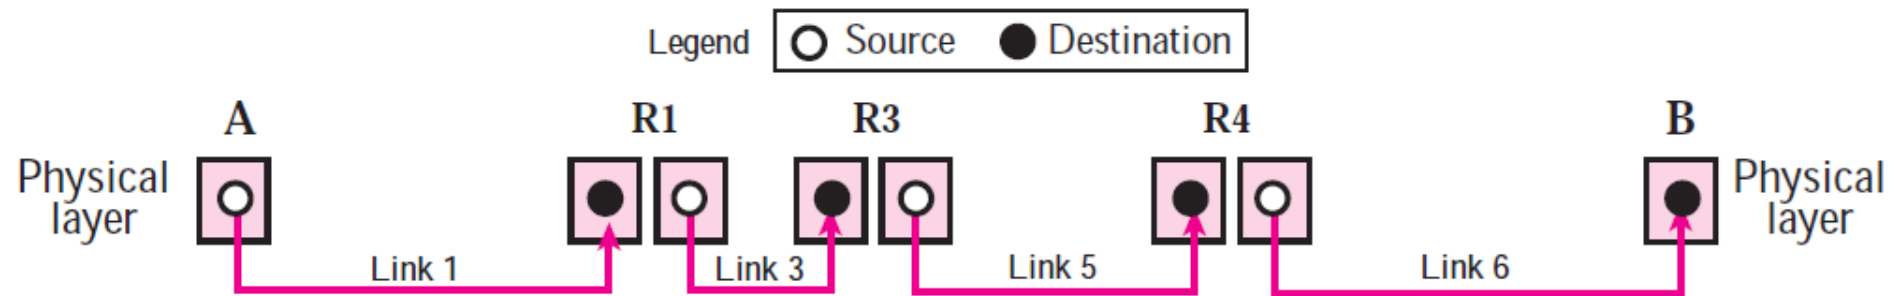 Legend Source Destination
A R1 R3 R4 B
Physical
layer
Physical
layer
Link 1 Link 3 Link 5 Link 6